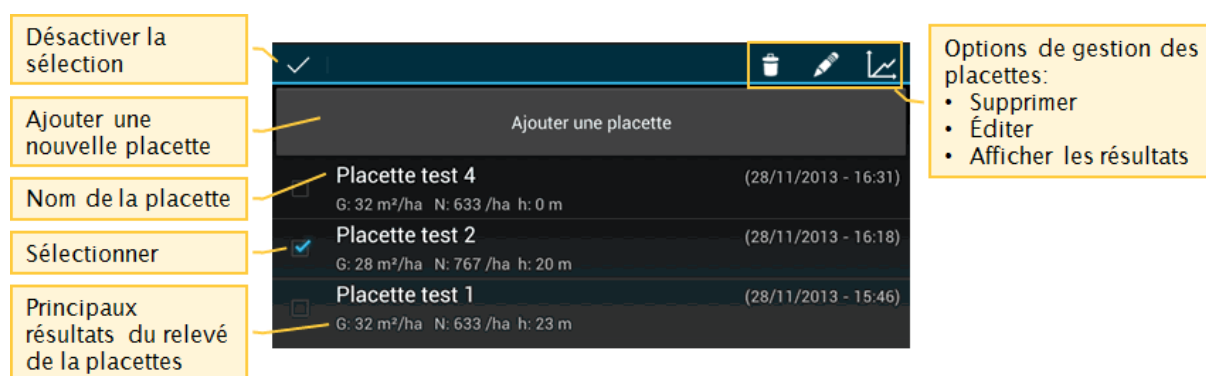 Désactiver la
sélection
Ajouter une
nouvelle placette
Nom de la placette
Sélectionner
Principaux
résultats du relevé
de la placettes
Ajouter une placette
Placette test 4
(28/11/2013 - 16:31)
G: 32 m²/ha N: 633 /ha h: 0 m
Placette test 2
(28/11/2013 - 16:18)
G: 28 m²/ha N: 767 /ha h: 20 m
Placette test 1
(28/11/2013 - 15:46)
G: 32 m²/ha N: 633 /ha h: 23 m
Options de gestion des
placettes:
• Supprimer
• Éditer
• Afficher les résultats